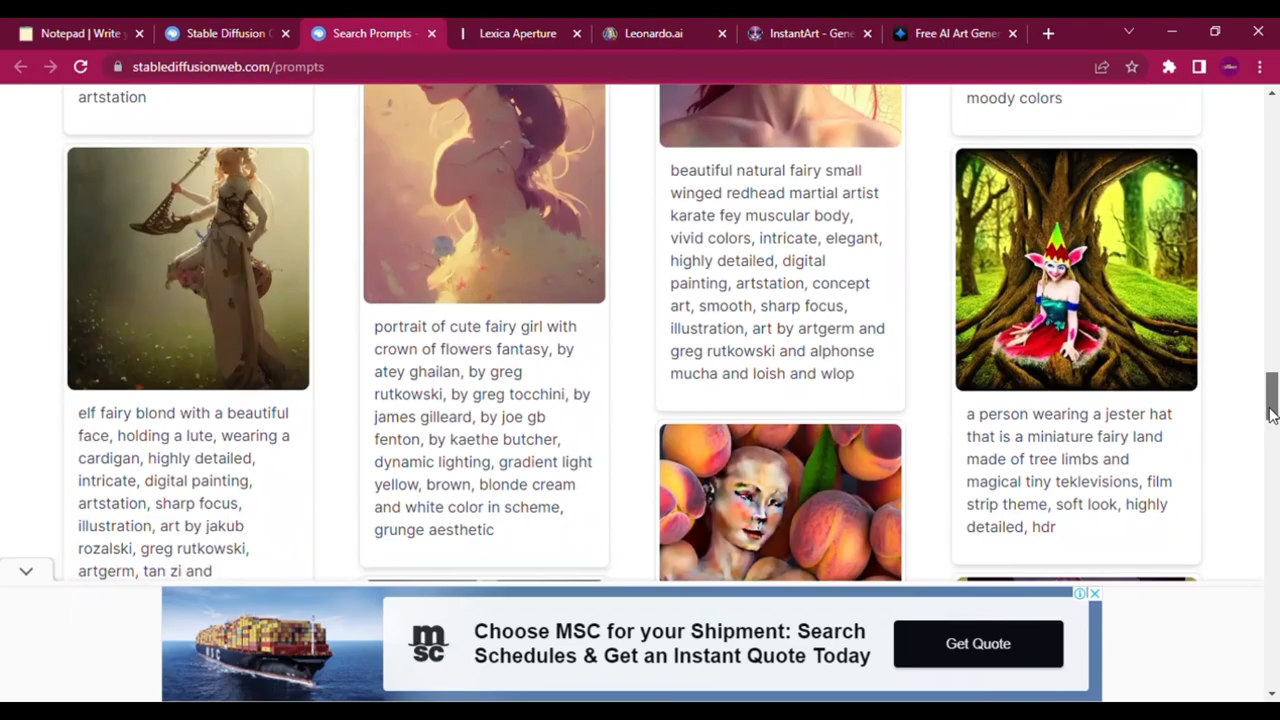 Notepad | Write y
Stable Diffusion O
Search Prompts -
Lexica Aperture
Leonardo.ai
InstantArt - Gene
Free AI Art Gener
stablediffusionweb.com/prompts
artstation
elf fairy blond with a beautiful
face, holding a lute, wearing a
cardigan, highly detailed,
intricate, digital painting,
artstation, sharp focus,
illustration, art by jakub
rozalski, greg rutkowski,
artgerm, tan zi and
portrait of cute fairy girl with
crown of flowers fantasy, by
atey ghailan, by greg
rutkowski, by greg tocchini, by
james gilleard, by joe gb
fenton, by kaethe butcher,
dynamic lighting, gradient light
yellow, brown, blonde cream
and white color in scheme,
grunge aesthetic
beautiful natural fairy small
winged redhead martial artist
karate fey muscular body,
vivid colors, intricate, elegant,
highly detailed, digital
painting, artstation, concept
art, smooth, sharp focus,
illustration, art by artgerm and
greg rutkowski and alphonse
mucha and loish and wlop
moody colors
a person wearing a jester hat
that is a miniature fairy land
made of tree limbs and
magical tiny teklevisions, film
strip theme, soft look, highly
detailed, hdr
MSC
msc
Choose MSC for your Shipment: Search
Schedules & Get an Instant Quote Today
Get Quote